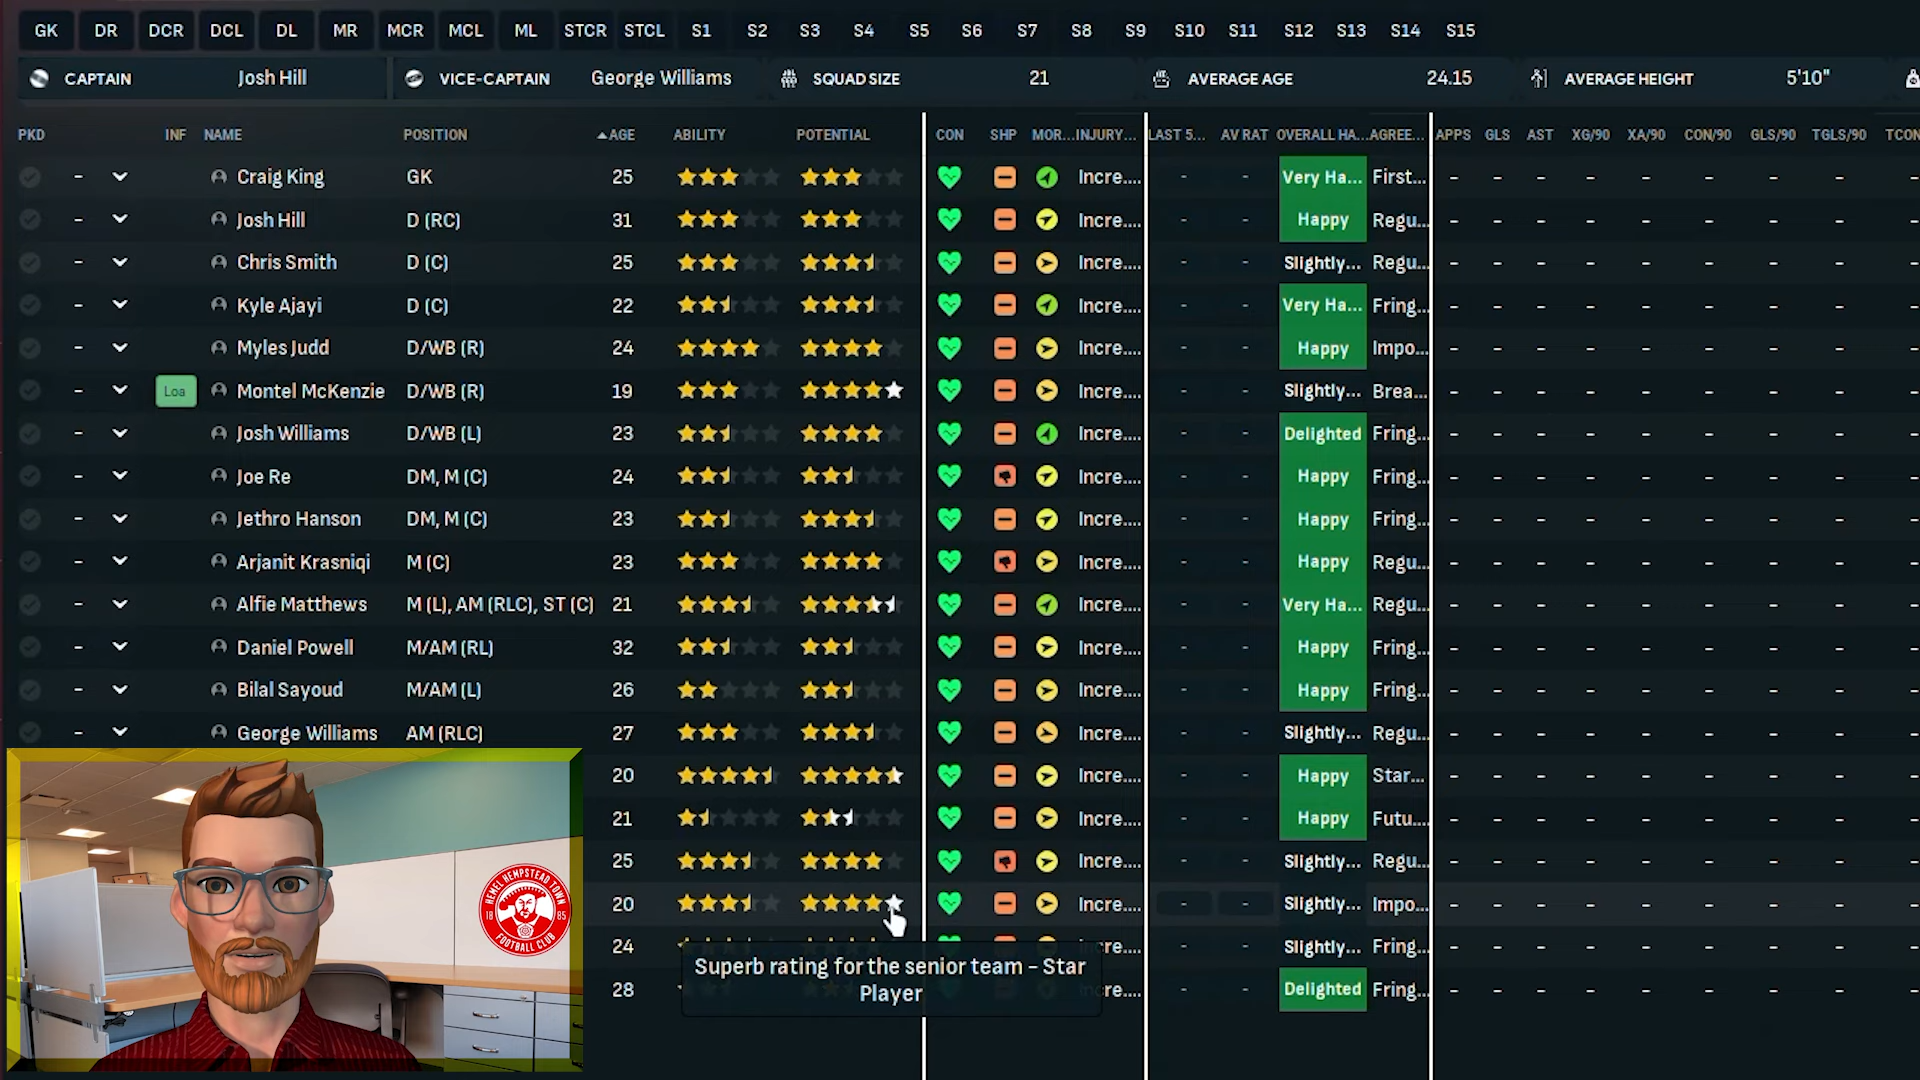 GK DR DCR DCL DL MR MCR MCL ML STCR STCL S1 S2 S3 S4 S5 S6 S7 S8 S9 S10 S11 S12 S13 S14 S15
CAPTAIN Josh Hill VICE-CAPTAIN George Williams SQUAD SIZE 21 AVERAGE AGE 24.15 AVERAGE HEIGHT 5'10"
PKD INF NAME POSITION AGE ABILITY POTENTIAL CON SHP MOR... INJURY... LAST 5... AV RAT OVERALL HA... AGREE... APPS GLS AST XG/90 XA/90 CON/90 GLS/90 TGLS/90 TCON
- Craig King GK 25 Incre.... - - Very Ha... First... - - - - - - - - -
- Josh Hill D (RC) 31 Incre.... - - Happy Regu... - - - - - - - - -
- Chris Smith D (C) 25 Incre.... - - Slightly... Regu... - - - - - - - - -
- Kyle Ajayi D (C) 22 Incre.... - - Very Ha... Fring... - - - - - - - - -
- Myles Judd D/WB (R) 24 Incre.... - - Happy Impo... - - - - - - - - -
- Loa Montel McKenzie D/WB (R) 19 Incre.... - - Slightly... Brea... - - - - - - - - -
- Josh Williams D/WB (L) 23 Incre.... - - Delighted Fring... - - - - - - - - -
- Joe Re DM, M (C) 24 Incre.... - - Happy Fring... - - - - - - - - -
- Jethro Hanson DM, M (C) 23 Incre.... - - Happy Fring... - - - - - - - - -
- Arjanit Krasniqi M (C) 23 Incre.... - - Happy Regu... - - - - - - - - -
- Alfie Matthews M (L), AM (RLC), ST (C) 21 Incre.... - - Very Ha... Regu... - - - - - - - - -
- Daniel Powell M/AM (RL) 32 Incre.... - - Happy Fring... - - - - - - - - -
- Bilal Sayoud M/AM (L) 26 Incre.... - - Happy Fring... - - - - - - - - -
- George Williams AM (RLC) 27 Incre.... - - Slightly... Regu... - - - - - - - - -
20 Incre.... - - Happy Star... - - - - - - - - -
21 Incre.... - - Happy Futu... - - - - - - - - -
25 Incre.... - - Slightly... Regu... - - - - - - - - -
20 Incre.... - - Slightly... Impo... - - - - - - - - -
24 - - Slightly... Fring... - - - - - - - - -
28 - - Delighted Fring... - - - - - - - - -
Superb rating for the senior team - Star
Player
HEMEL HEMPSTEAD TOWN
18 85
FOOTBALL CLUB